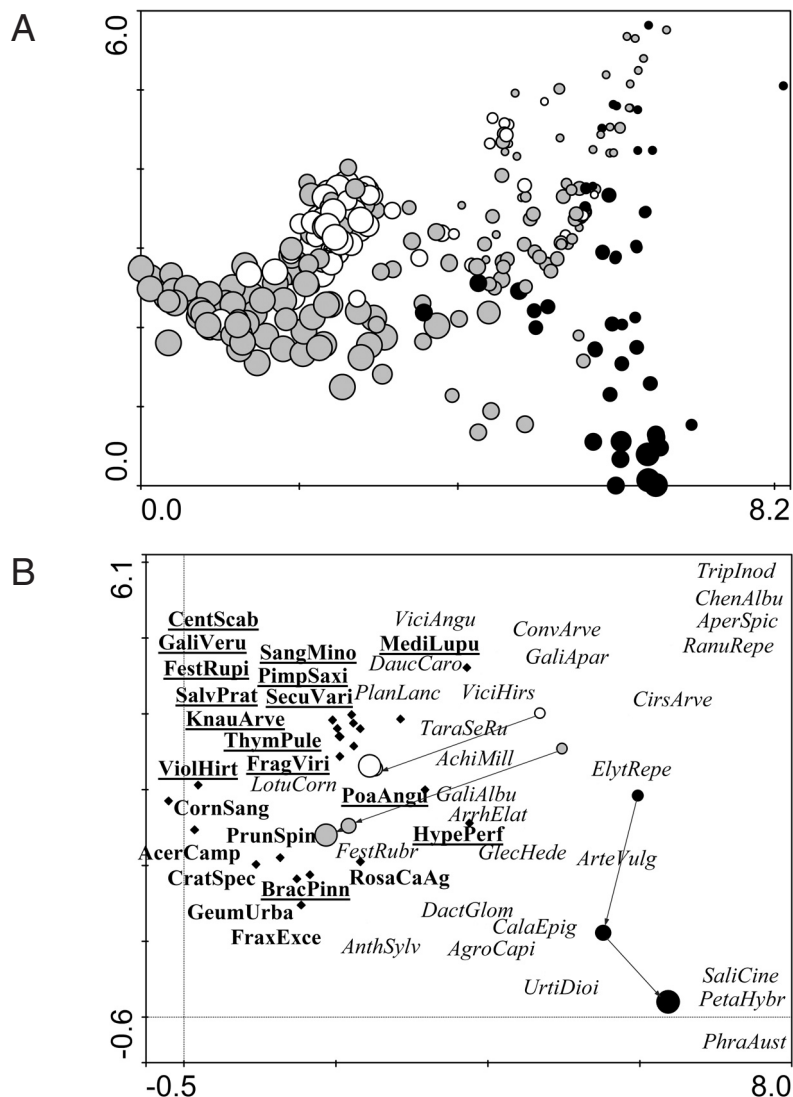 A
6.0
0.0
0.0 8.2
B
6.1
TripInod
ChenAlbu
CentScab ViciAngu AperSpic
GaliVeru SangMino MediLupu ConvArve RanuRepe
FestRupi PimpSaxi DaucCaro GaliApar
SalvPrat SecuVari PlanLanc ViciHirs CirsArve
KnauArve TaraSeRu
ThymPule AchiMill
ViolHirt FragViri ElytRepe
LotuCorn PoaAngu GaliAlbu
CornSang ArrhElat
PrunSpin HypePerf
AcerCamp FestRubr GlecHede ArteVulg
CratSpec BracPinn RosaCaAg
GeumUrba DactGlom
FraxExce AnthSylv AgroCapi CalaEpig
UrtiDioi SaliCine
PetaHybr
-0.6
PhraAust
-0.5 8.0